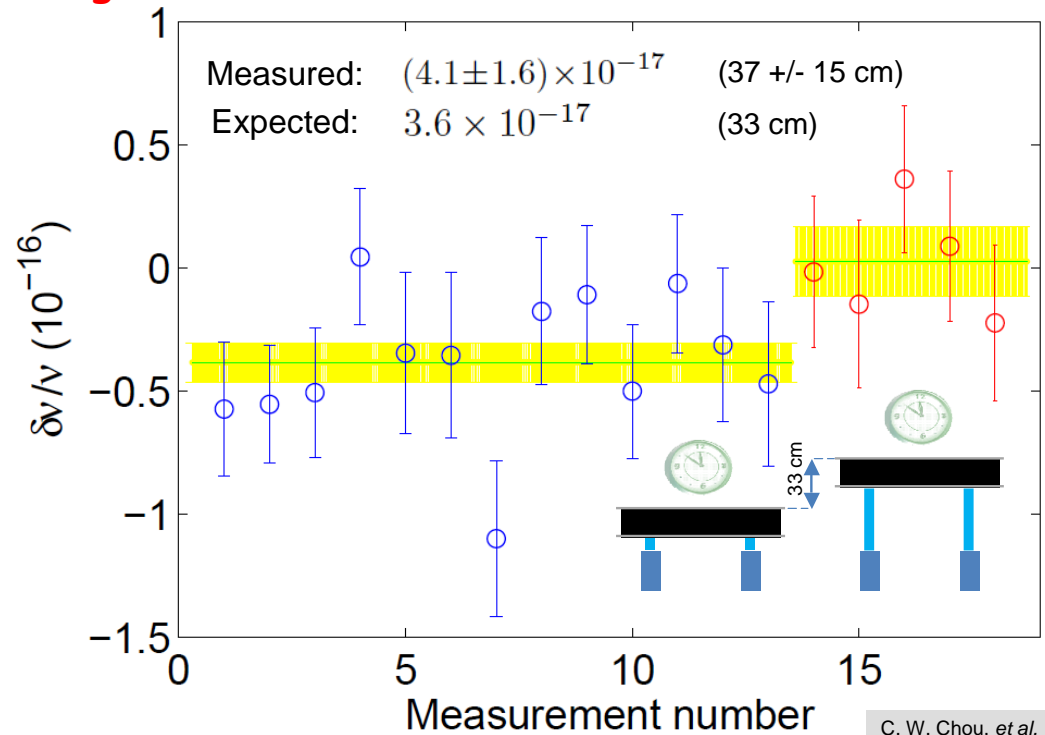 Measured: (4.1±1.6)×10⁻¹⁷ (37 +/- 15 cm)
Expected: 3.6 × 10⁻¹⁷ (33 cm)
1
0.5
0
−0.5
−1
−1.5
δν/ν (10⁻¹⁶)
33 cm
0 5 10 15
Measurement number
C. W. Chou, et al.